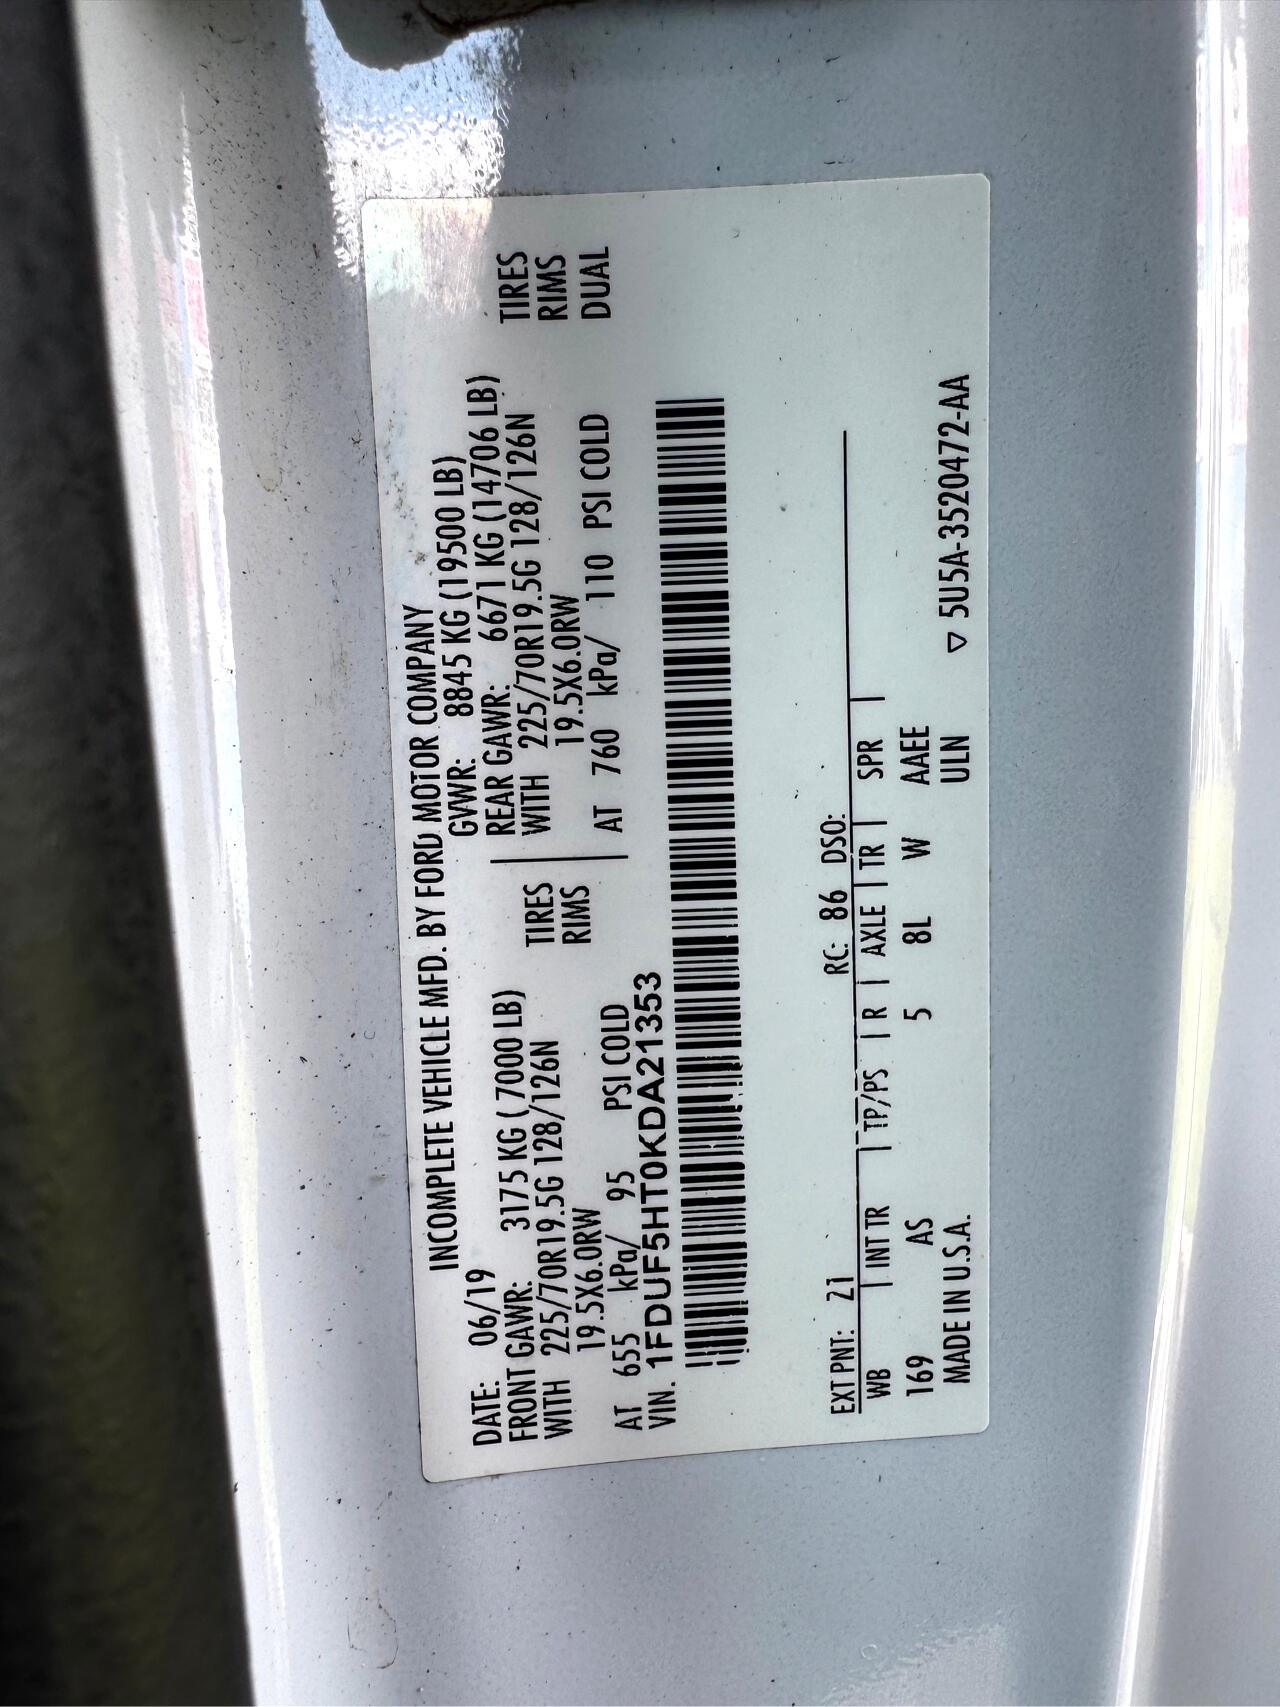 INCOMPLETE VEHICLE MFD. BY FORD MOTOR COMPANY
DATE: 06/19 GVWR: 8845 KG (19500 LB)
FRONT GAWR: 3175 KG ( 7000 LB) REAR GAWR: 6671 KG (14706 LB)
WITH 225/70R19.5G 128/126N TIRES WITH 225/70R19.5G 128/126N TIRES
19.5X6.0RW RIMS 19.5X6.0RW RIMS
AT 655 kPa/ 95 PSI COLD AT 760 kPa/ 110 PSI COLD DUAL
VIN. 1FDUF5HT0KDA21353
EXT PNT: Z1 RC: 86 DSO:
WB INT TR TP/PS R AXLE TR SPR
169 AS 5 8L W AAEE
MADE IN U.S.A. ULN ▽ 5U5A-3520472-AA